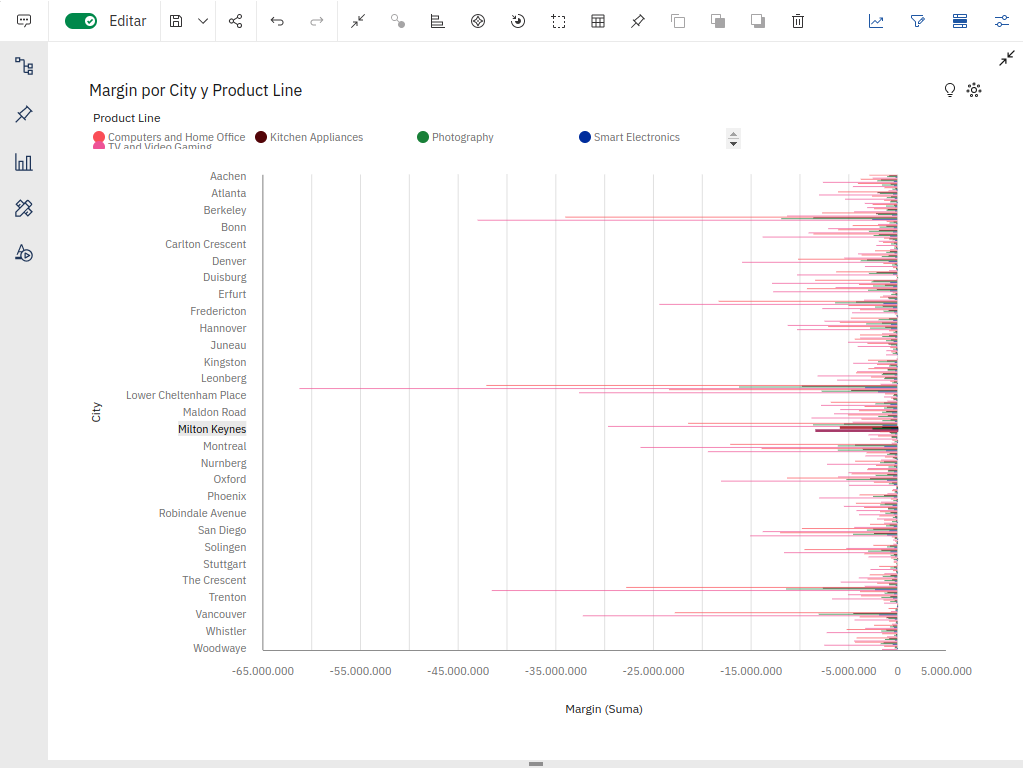 Editar
Margin por City y Product Line
Product Line
Computers and Home Office
Kitchen Appliances
Photography
Smart Electronics
TV and Video Gaming
Aachen
Atlanta
Berkeley
Bonn
Carlton Crescent
Denver
Duisburg
Erfurt
Fredericton
Hannover
Juneau
Kingston
Leonberg
Lower Cheltenham Place
City
Maldon Road
Milton Keynes
Montreal
Nurnberg
Oxford
Phoenix
Robindale Avenue
San Diego
Solingen
Stuttgart
The Crescent
Trenton
Vancouver
Whistler
Woodwaye
-65.000.000 -55.000.000 -45.000.000 -35.000.000 -25.000.000 -15.000.000 -5.000.000 0 5.000.000
Margin (Suma)